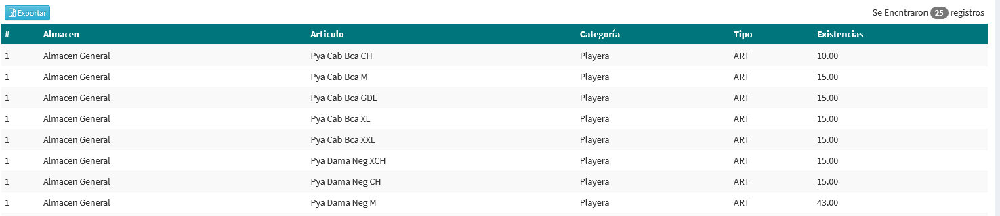 Exportar Se Encntraron 25 registros
# Almacen Articulo Categoría Tipo Existencias
1 Almacen General Pya Cab Bca CH Playera ART 10.00
1 Almacen General Pya Cab Bca M Playera ART 15.00
1 Almacen General Pya Cab Bca GDE Playera ART 15.00
1 Almacen General Pya Cab Bca XL Playera ART 15.00
1 Almacen General Pya Cab Bca XXL Playera ART 15.00
1 Almacen General Pya Dama Neg XCH Playera ART 15.00
1 Almacen General Pya Dama Neg CH Playera ART 15.00
1 Almacen General Pya Dama Neg M Playera ART 43.00